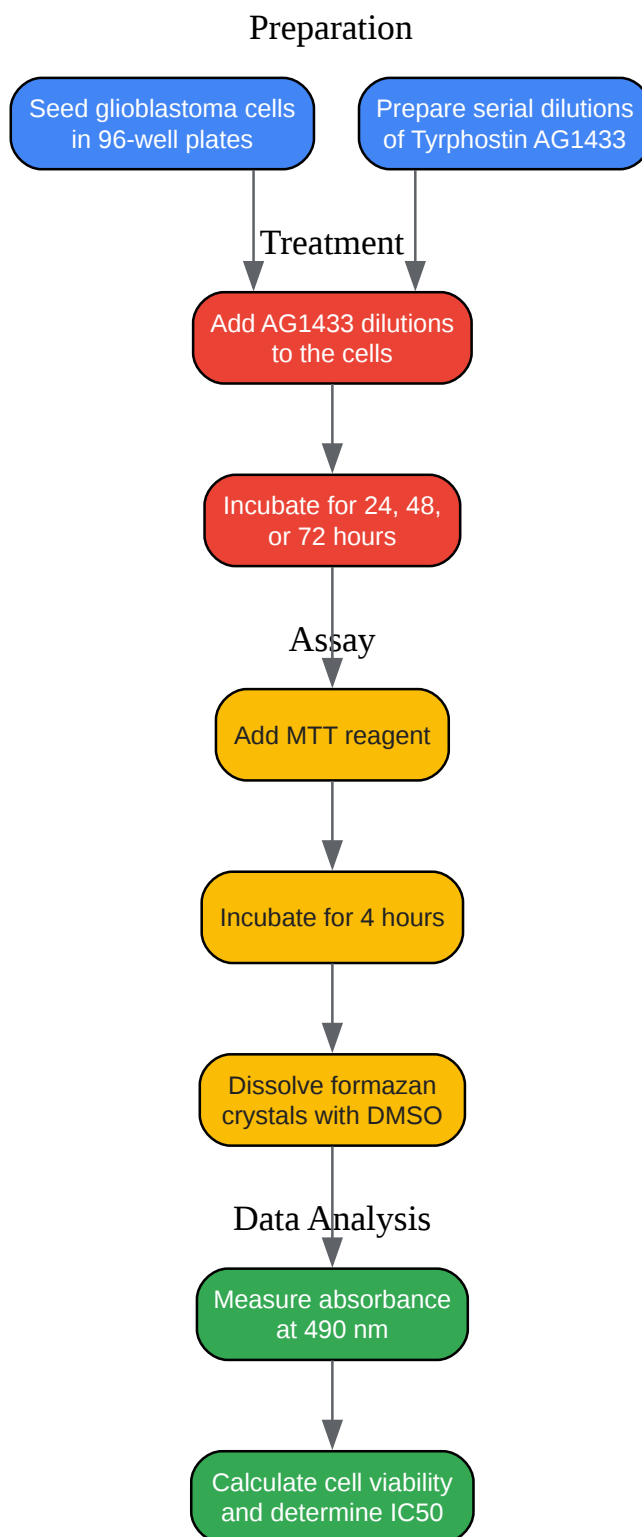 Preparation
Seed glioblastoma cells
in 96-well plates
Prepare serial dilutions
of Tyrphostin AG1433
Treatment
Add AG1433 dilutions
to the cells
Incubate for 24, 48,
or 72 hours
Assay
Add MTT reagent
Incubate for 4 hours
Dissolve formazan
crystals with DMSO
Data Analysis
Measure absorbance
at 490 nm
Calculate cell viability
and determine IC50